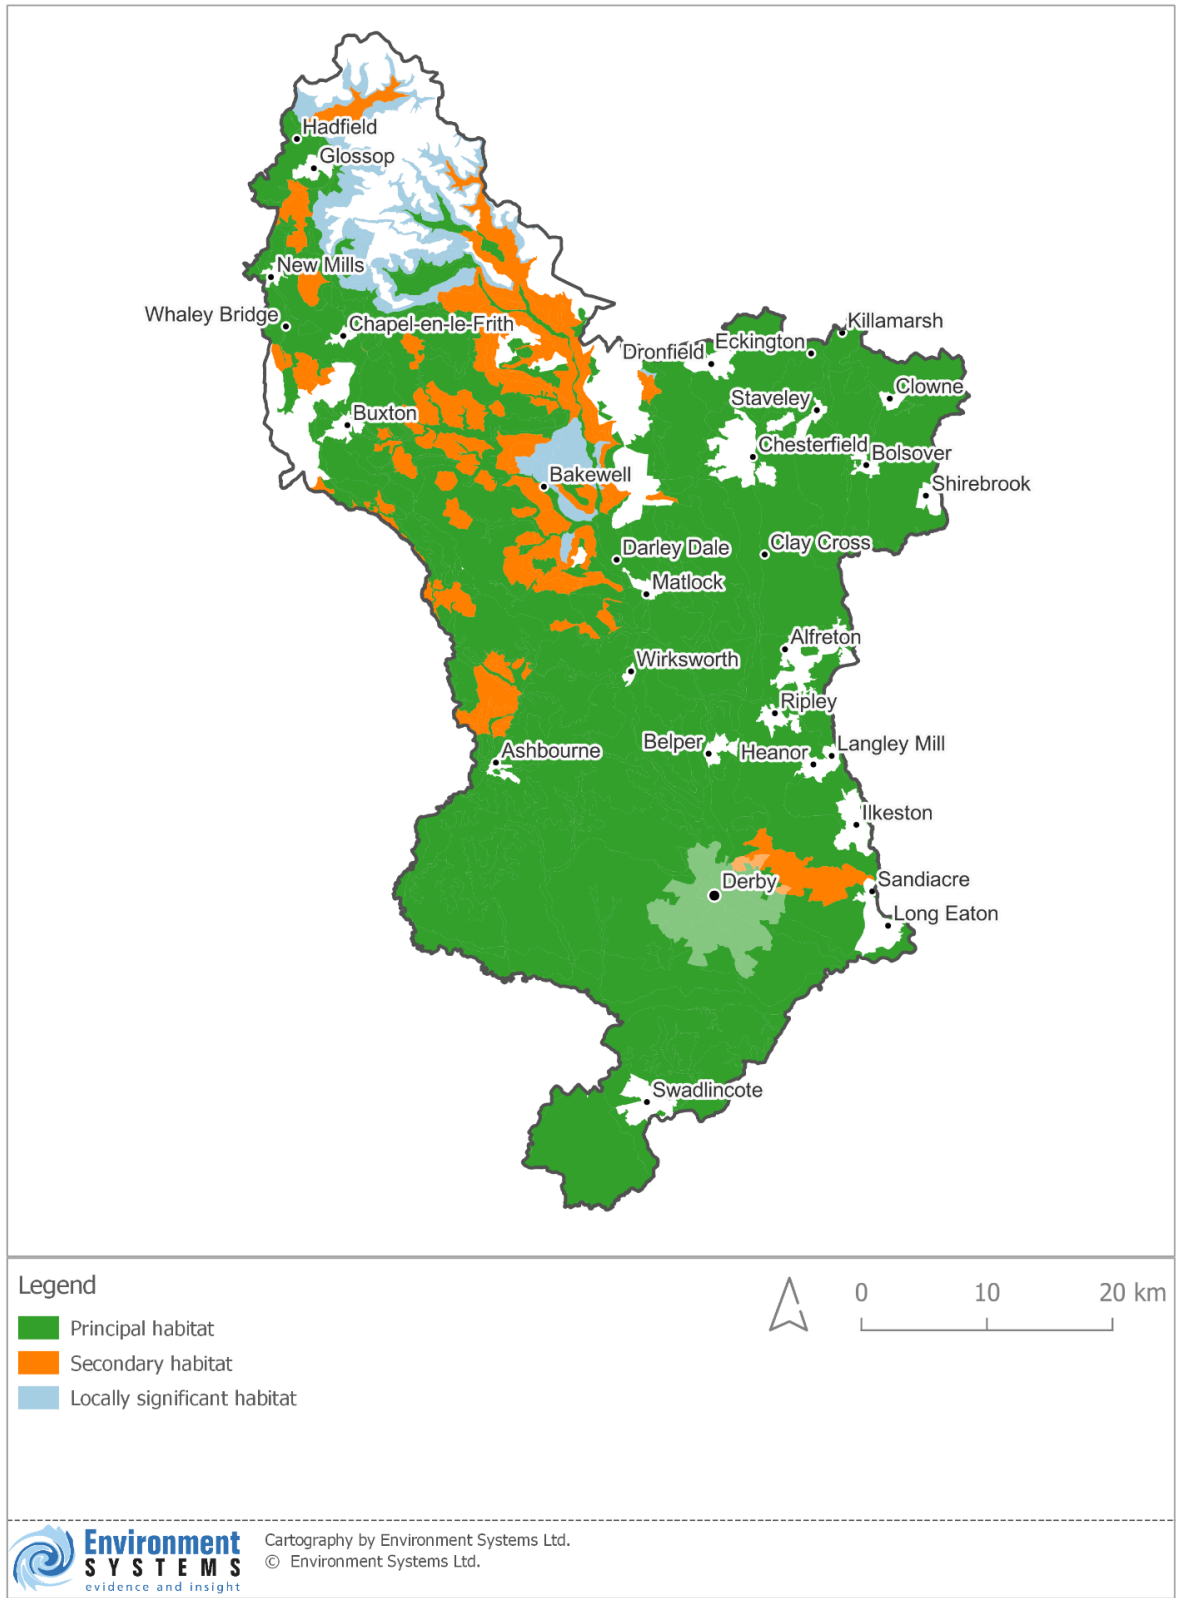 Hadfield
Glossop
New Mills
Whaley Bridge
Chapel-en-le-Frith
Killamarsh
Eckington
Dronfield
Clowne
Staveley
Buxton
Chesterfield
Bolsover
Bakewell
Shirebrook
Darley Dale
Clay Cross
Matlock
Alfreton
Wirksworth
Ripley
Belper
Heanor
Langley Mill
Ashbourne
Ilkeston
Derby
Sandiacre
Long Eaton
Swadlincote
Legend
0 10 20 km
Principal habitat
Secondary habitat
Locally significant habitat
Environment
SYSTEMS
evidence and insight
Cartography by Environment Systems Ltd.
© Environment Systems Ltd.